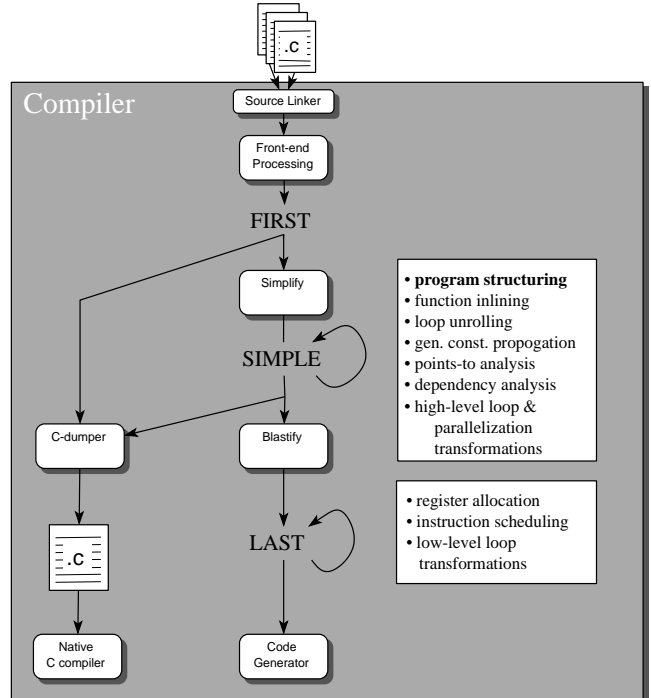 .C
Compiler
Source Linker
Front-end
Processing
FIRST
Simplify
SIMPLE
• program structuring
• function inlining
• loop unrolling
• gen. const. propogation
• points-to analysis
• dependency analysis
• high-level loop &
parallelization
transformations
C-dumper
Blastify
• register allocation
• instruction scheduling
• low-level loop
transformations
.C
LAST
Native
C compiler
Code
Generator